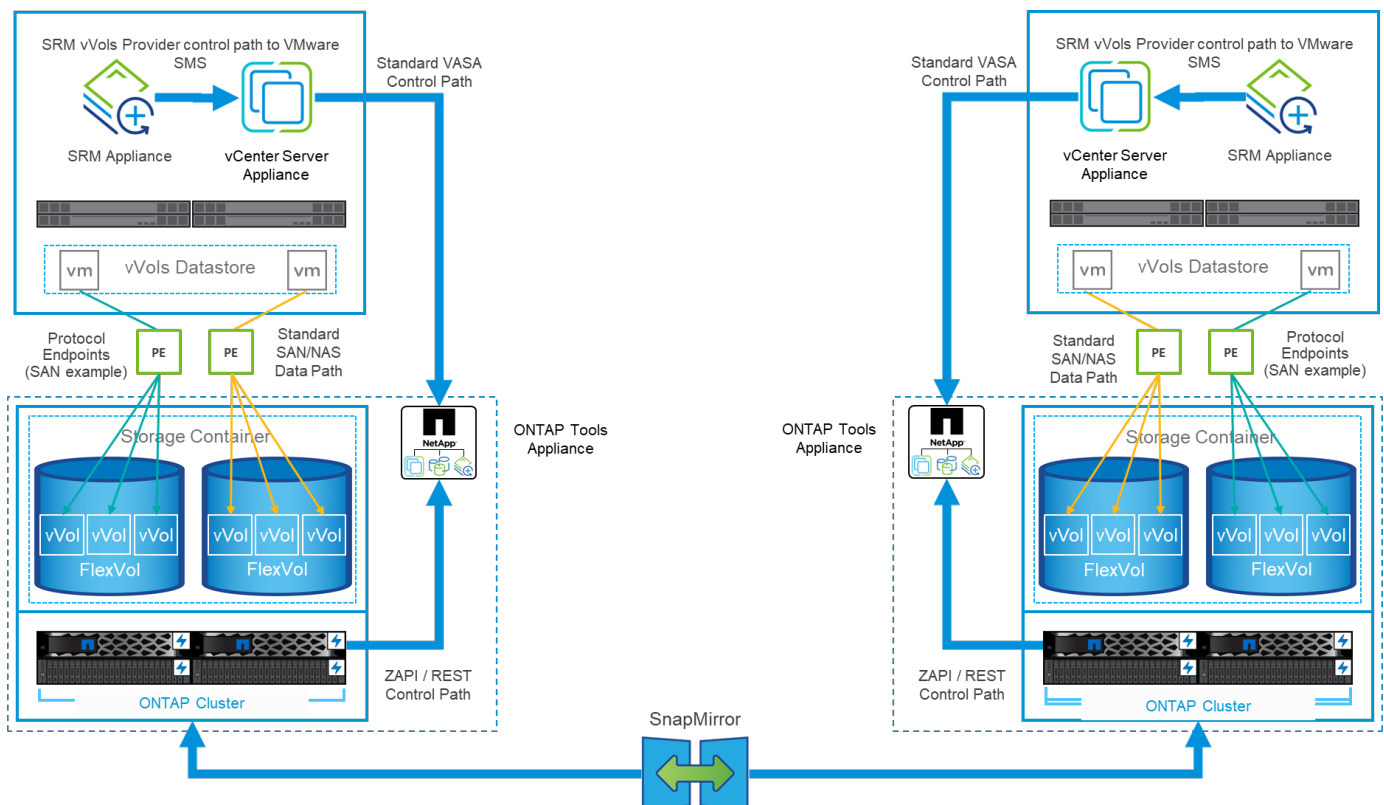 SRM vVols Provider control path to VMware
SMS
SRM Appliance
vCenter Server
Appliance
Standard VASA
Control Path
vm
vVols Datastore
vm
Protocol
Endpoints
(SAN example)
PE
PE
Standard
SAN/NAS
Data Path
Storage Container
vVol
vVol
vVol
FlexVol
vVol
vVol
vVol
FlexVol
NetApp
ONTAP Tools
Appliance
ONTAP Cluster
ZAPI / REST
Control Path
SnapMirror
SRM vVols Provider control path to VMware
SMS
Standard VASA
Control Path
vCenter Server
Appliance
SRM Appliance
vm
vVols Datastore
vm
Standard
SAN/NAS
Data Path
PE
PE
Protocol
Endpoints
(SAN example)
ONTAP Tools
Appliance
NetApp
Storage Container
vVol
vVol
vVol
FlexVol
vVol
vVol
vVol
FlexVol
ZAPI / REST
Control Path
ONTAP Cluster